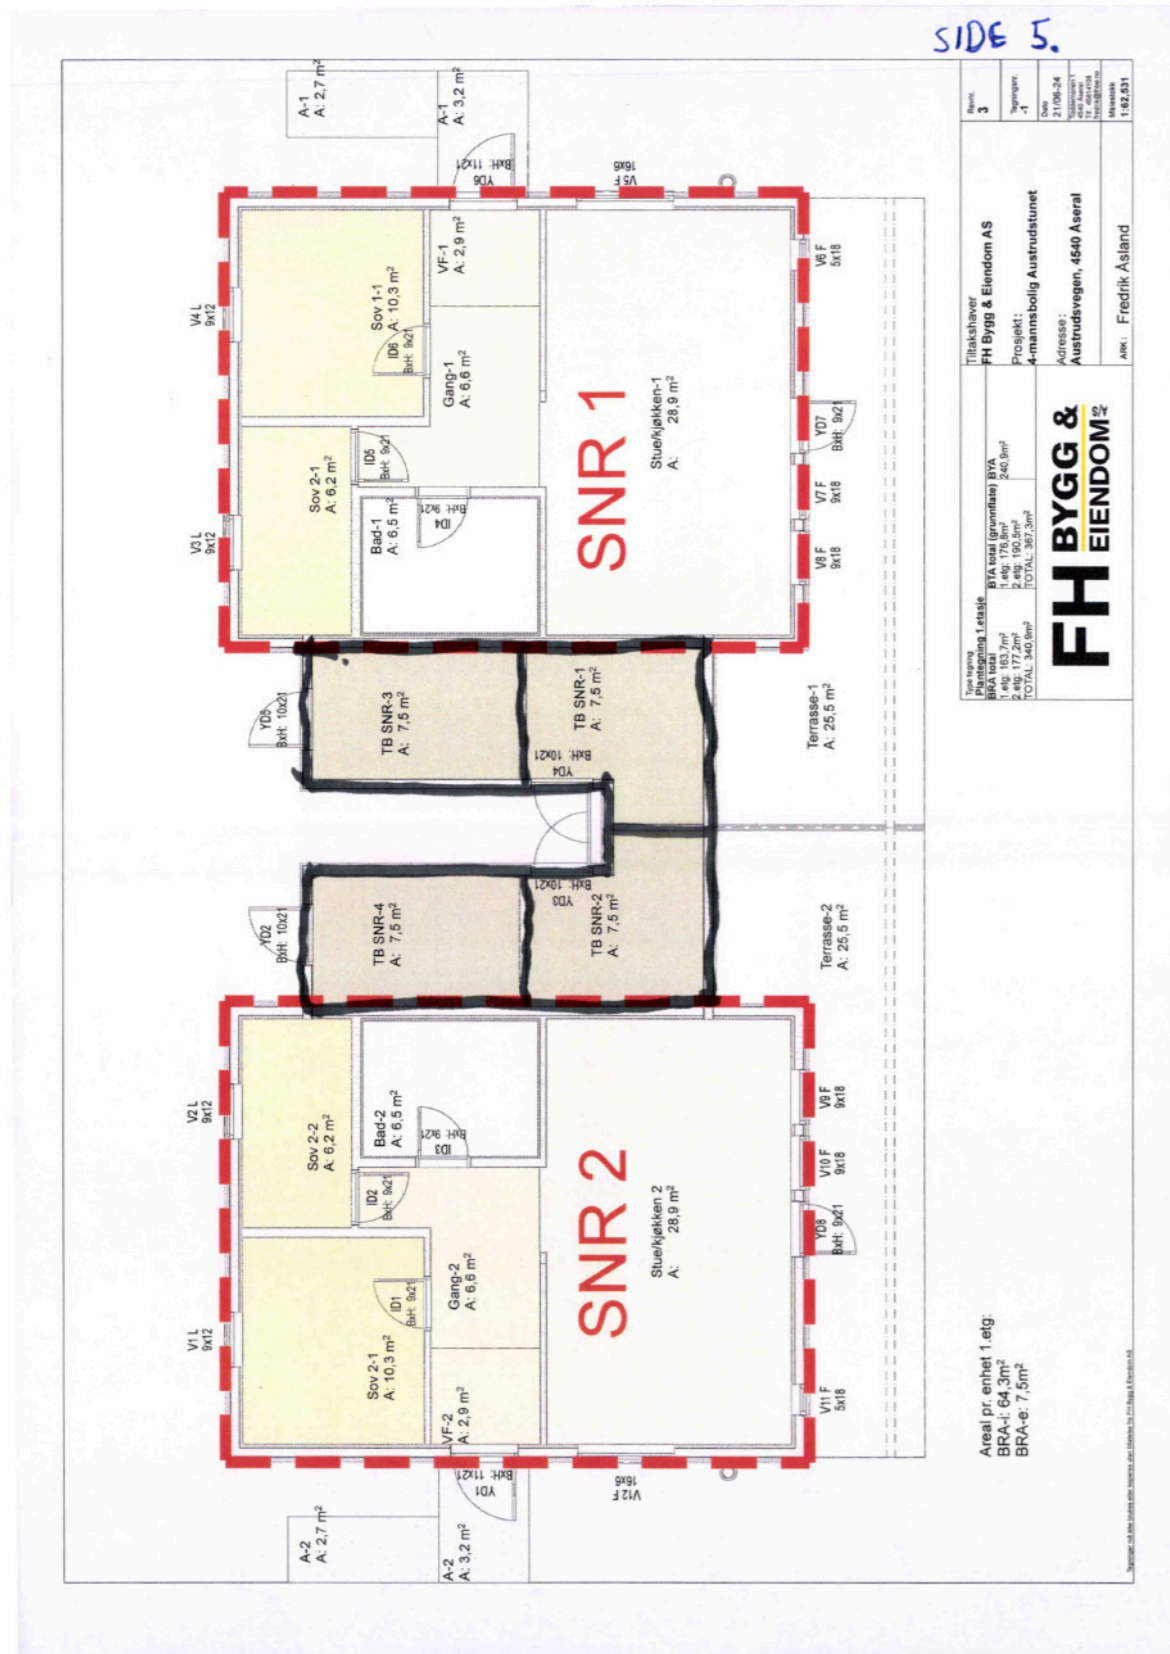 SIDE 5.
A-1
A: 2,7 m²
A-1
A: 3,2 m²
BxH: 11x21
YD6
16x6
V5 F
V4 L
9x12
Sov 1-1
A: 10,3 m²
ID6
BxH: 9x21
VF-1
A: 2,9 m²
Gang-1
A: 6,6 m²
V3 L
9x12
Sov 2-1
A: 6,2 m²
ID5
BxH: 9x21
Bad-1
A: 6,5 m²
BxH: 9x21
ID4
SNR 1
Stue/kjøkken-1
A: 28,9 m²
V6 F
5x18
YD7
BxH: 9x21
V7 F
9x18
V8 F
9x18
YD5
BxH: 10x21
TB SNR-3
A: 7,5 m²
TB SNR-1
A: 7,5 m²
BxH: 10x21
YD4
Terrasse-1
A: 25,5 m²
YD2
BxH: 10x21
TB SNR-4
A: 7,5 m²
BxH: 10x21
YD3
TB SNR-2
A: 7,5 m²
Terrasse-2
A: 25,5 m²
V2 L
9x12
Sov 2-2
A: 6,2 m²
ID2
BxH: 9x21
Bad-2
A: 6,5 m²
BxH: 9x21
ID3
V1 L
9x12
Sov 2-1
A: 10,3 m²
ID1
BxH: 9x21
Gang-2
A: 6,6 m²
VF-2
A: 2,9 m²
SNR 2
Stue/kjøkken 2
A: 28,9 m²
V9 F
9x18
V10 F
9x18
YD8
BxH: 9x21
V11 F
5x18
BxH: 11x21
YD1
16x6
V12 F
A-2
A: 2,7 m²
A-2
A: 3,2 m²
Areal pr. enhet 1.etg:
BRA-i: 64,3m²
BRA-e: 7,5m²
Type tegning
Plantegning 1.etasje
BRA total
1.etg: 163,7m²
2.etg: 177,2m²
TOTAL: 340,9m²
BTA total (grunnflate)
1.etg: 176,8m²
2.etg: 190,5m²
TOTAL: 367,3m²
BYA
240,9m²
FH BYGG &
EIENDOM AS
Tiltakshaver
FH Bygg & Eiendom AS
Prosjekt:
4-mannsbolig Austrudstunet
Adresse:
Austrudsvegen, 4540 Åseral
ARK: Fredrik Åsland
Revnr.
3
Tegningsnr.
-1
Dato
21/06-24
4540 Åseral
Målestokk
1:62,531